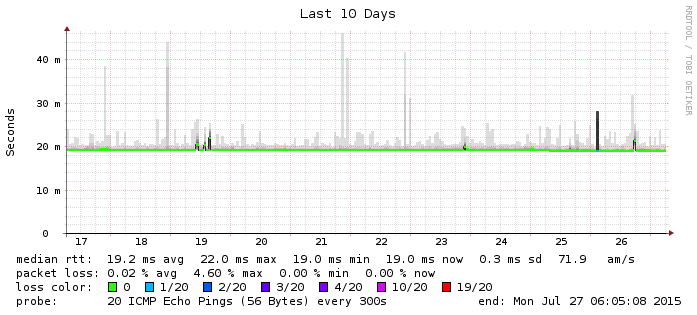 Last 10 Days
RRDTOOL / TOBI OETIKER
Seconds
40 m
30 m
20 m
10 m
0
17 18 19 20 21 22 23 24 25 26
median rtt: 19.2 ms avg 22.0 ms max 19.0 ms min 19.0 ms now 0.3 ms sd 71.9 am/s
packet loss: 0.02 % avg 4.60 % max 0.00 % min 0.00 % now
loss color: 0 1/20 2/20 3/20 4/20 10/20 19/20
probe: 20 ICMP Echo Pings (56 Bytes) every 300s end: Mon Jul 27 06:05:08 2015